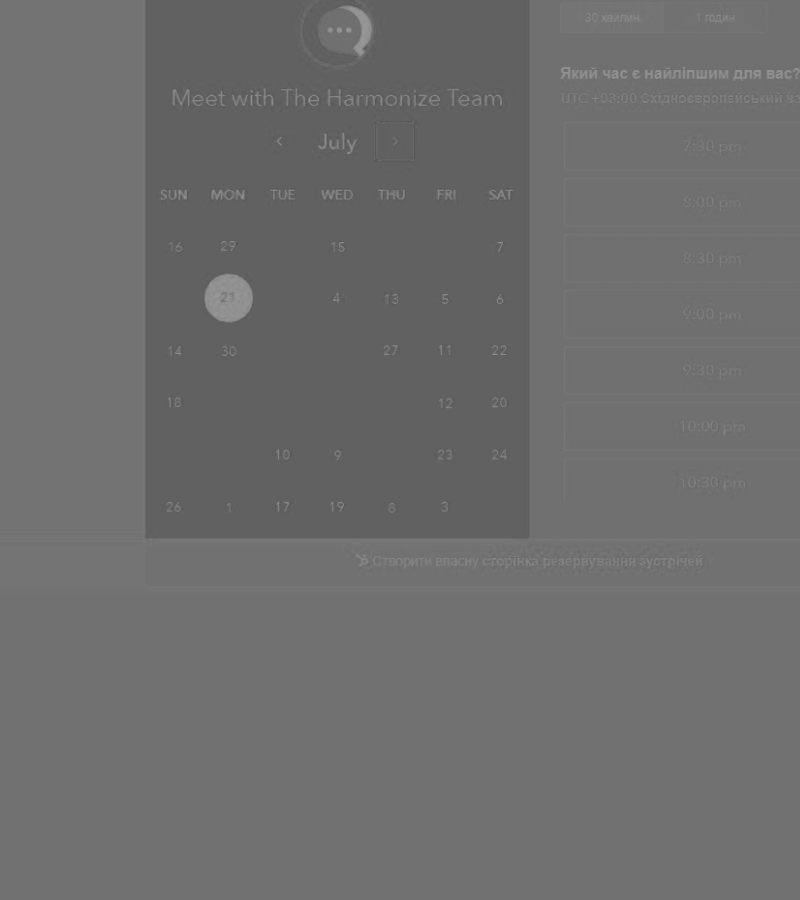 30 хвилин 1 годин
Meet with The Harmonize Team
July
SUN MON TUE WED THU FRI SAT
16 29 15 7
21 4 13 5 6
14 30 27 11 22
18 12 20
10 9 23 24
26 1 17 19 8 3
Який час є найліпшим для вас?
UTC +03:00 Східноєвропейський ча
7:30 pm
8:00 pm
8:30 pm
9:00 pm
9:30 pm
10:00 pm
10:30 pm
Створити власну сторінка резервування зустрічей